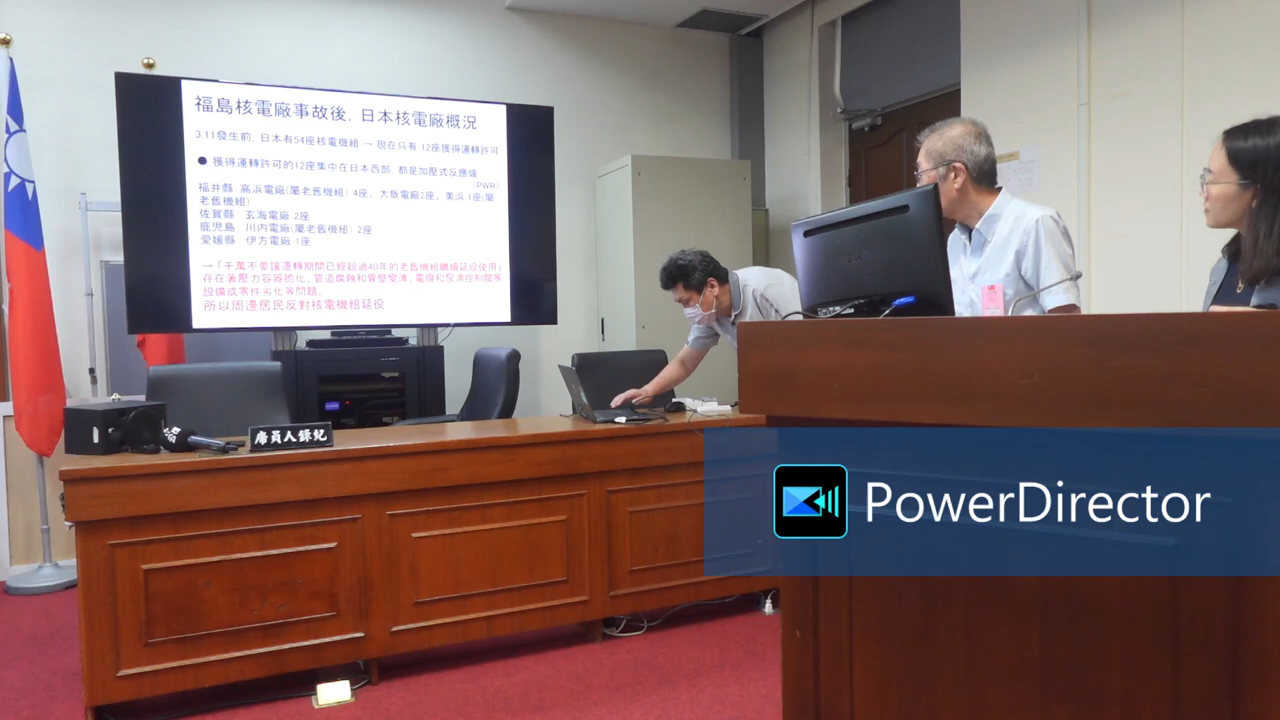 福島核電廠事故後, 日本核電廠概況
3.11發生前, 日本有54座核電機組 → 現在只有 12座獲得運轉許可
● 獲得運轉許可的12座集中在日本西部, 都是加壓式反應爐
(PWR)
福井縣 高浜電廠(屬老舊機組) 4座、大飯電廠2座、美浜 1座(屬
老舊機組)
佐賀縣 玄海電廠 2座
鹿児島 川内電廠(屬老舊機組) 2座
愛媛縣 伊方電廠 1座
→「千萬不要讓運轉期間已經超過40年的老舊機組繼續延役使用」
存在著壓力容器脆化、管道腐蝕和管壁變薄、電纜和泵浦控制閥等
設備或零件劣化等問題.
所以周邊居民反對核電機組延役
席員人錄紀
PowerDirector